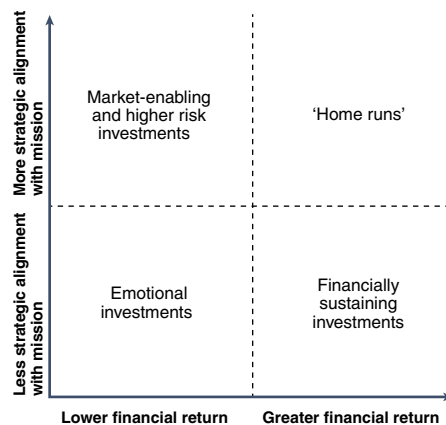 More strategic alignment
with mission
Market-enabling
and higher risk
investments
‘Home runs’
Less strategic alignment
with mission
Emotional
investments
Financially
sustaining
investments
Lower financial return
Greater financial return